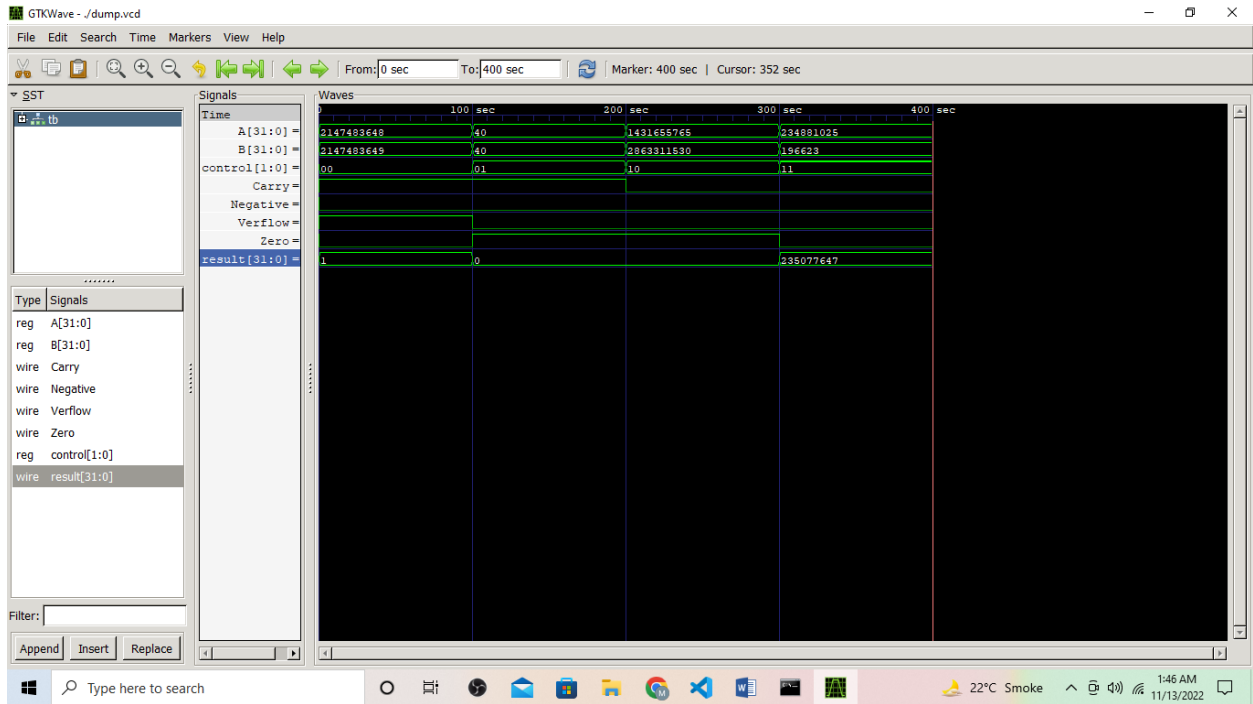 GTKWave - ./dump.vcd
File Edit Search Time Markers View Help
From: 0 sec To: 400 sec Marker: 400 sec | Cursor: 352 sec
SST
tb
Type Signals
reg A[31:0]
reg B[31:0]
wire Carry
wire Negative
wire Verflow
wire Zero
reg control[1:0]
wire result[31:0]
Filter:
Append Insert Replace
Signals
Time
A[31:0] =
B[31:0] =
control[1:0] =
Carry =
Negative =
Verflow =
Zero =
result[31:0] =
Waves
0 100 sec 200 sec 300 sec 400 sec
2147483648 40 1431655765 234881025
2147483649 40 2863311530 196623
00 01 10 11
1 0 235077647
Type here to search
22°C Smoke
1:46 AM
11/13/2022